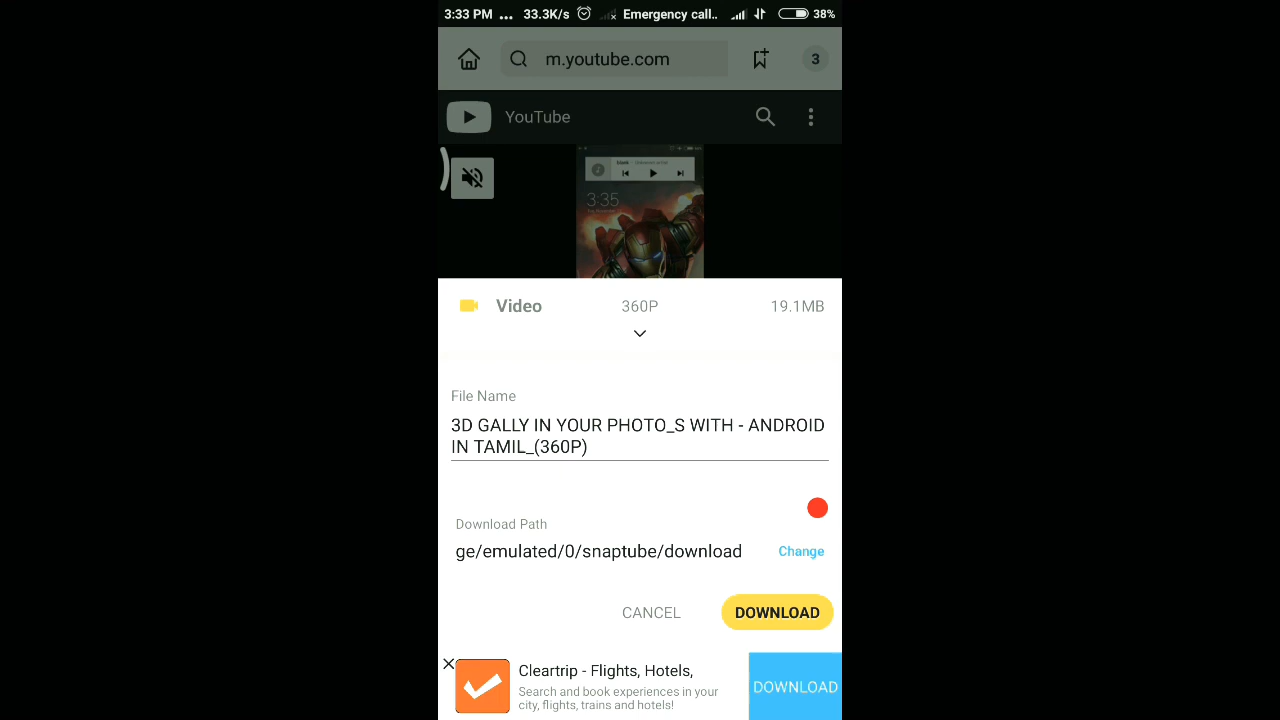 3:33 PM ... 33.3K/s Emergency call.. 38%
m.youtube.com 3
YouTube
3:35
Video 360P 19.1MB
File Name
3D GALLY IN YOUR PHOTO_S WITH - ANDROID
IN TAMIL_(360P)
Download Path
ge/emulated/0/snaptube/download Change
CANCEL DOWNLOAD
Cleartrip - Flights, Hotels,
Search and book experiences in your
city, flights, trains and hotels!
DOWNLOAD